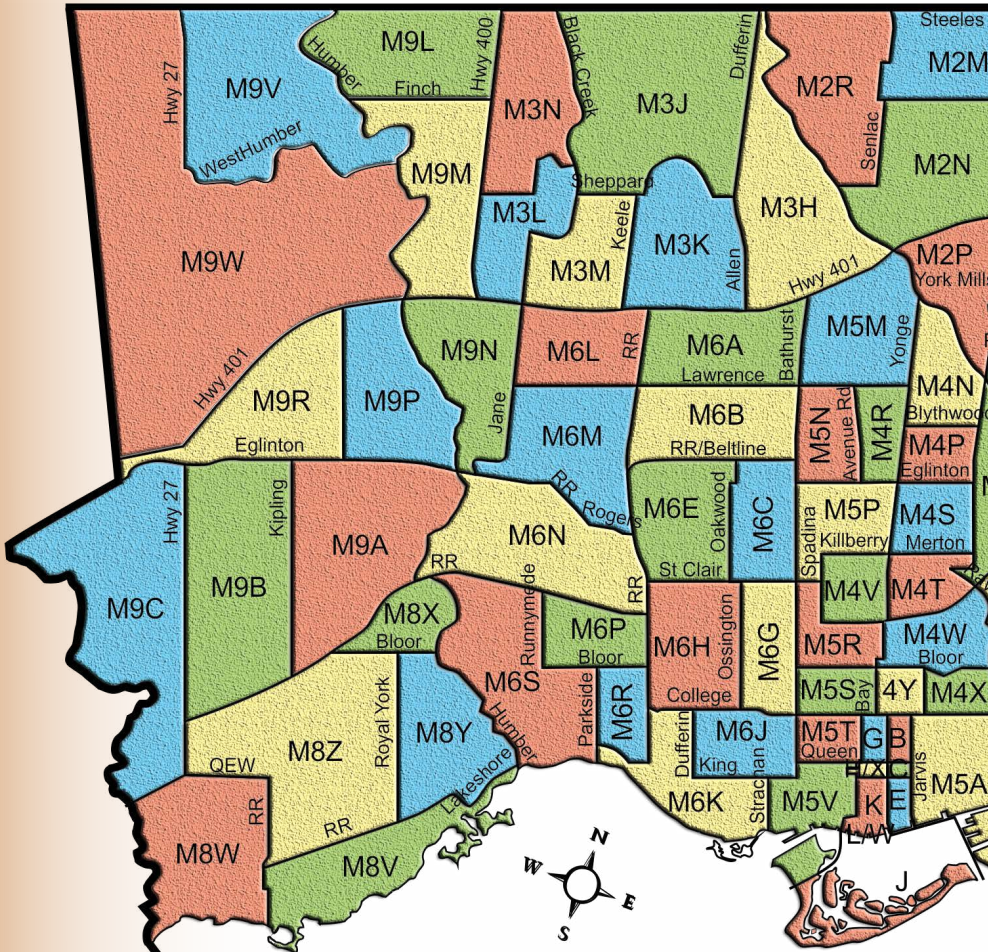 Steeles
M9L
M9V
Humber
Hwy 400
Hwy 27
Finch
M3N
Black Creek
M3J
Dufferin
M2R
M2M
Senlac
WestHumber
M9M
M2N
Sheppard
M3L
M3H
Keele
M3K
M3M
Allen
M9W
M2P
York Mills
Hwy 401
Hwy 401
M9N
M6L
RR
M6A
Lawrence
Bathurst
M5M
Yonge
M4N
Blythwood
M9R
M9P
Jane
M6M
M6B
RR/Beltline
M5N
Avenue Rd
M4R
M4P
Eglinton
Eglinton
Hwy 27
Kipling
M9A
RR
Rogers
M6E
Oakwood
M6C
Spadina
M5P
Killberry
M4S
Merton
M6N
RR
St Clair
RR
M9C
M9B
M8X
Bloor
Runnymede
M6P
Bloor
M6H
Ossington
College
M6G
M4V
M4T
M5R
M4W
Bloor
M6S
Parkside
M6R
M5S
Bay
4Y
M4X
Royal York
M8Y
Humber
Lakeshore
M8Z
QEW
RR
RR
Dufferin
M6J
King
Strachan
M6K
M5T
Queen
G
B
H/X
C
Jarvis
M5A
M5V
K
E
L/W
J
M8W
M8V
N
W
E
S